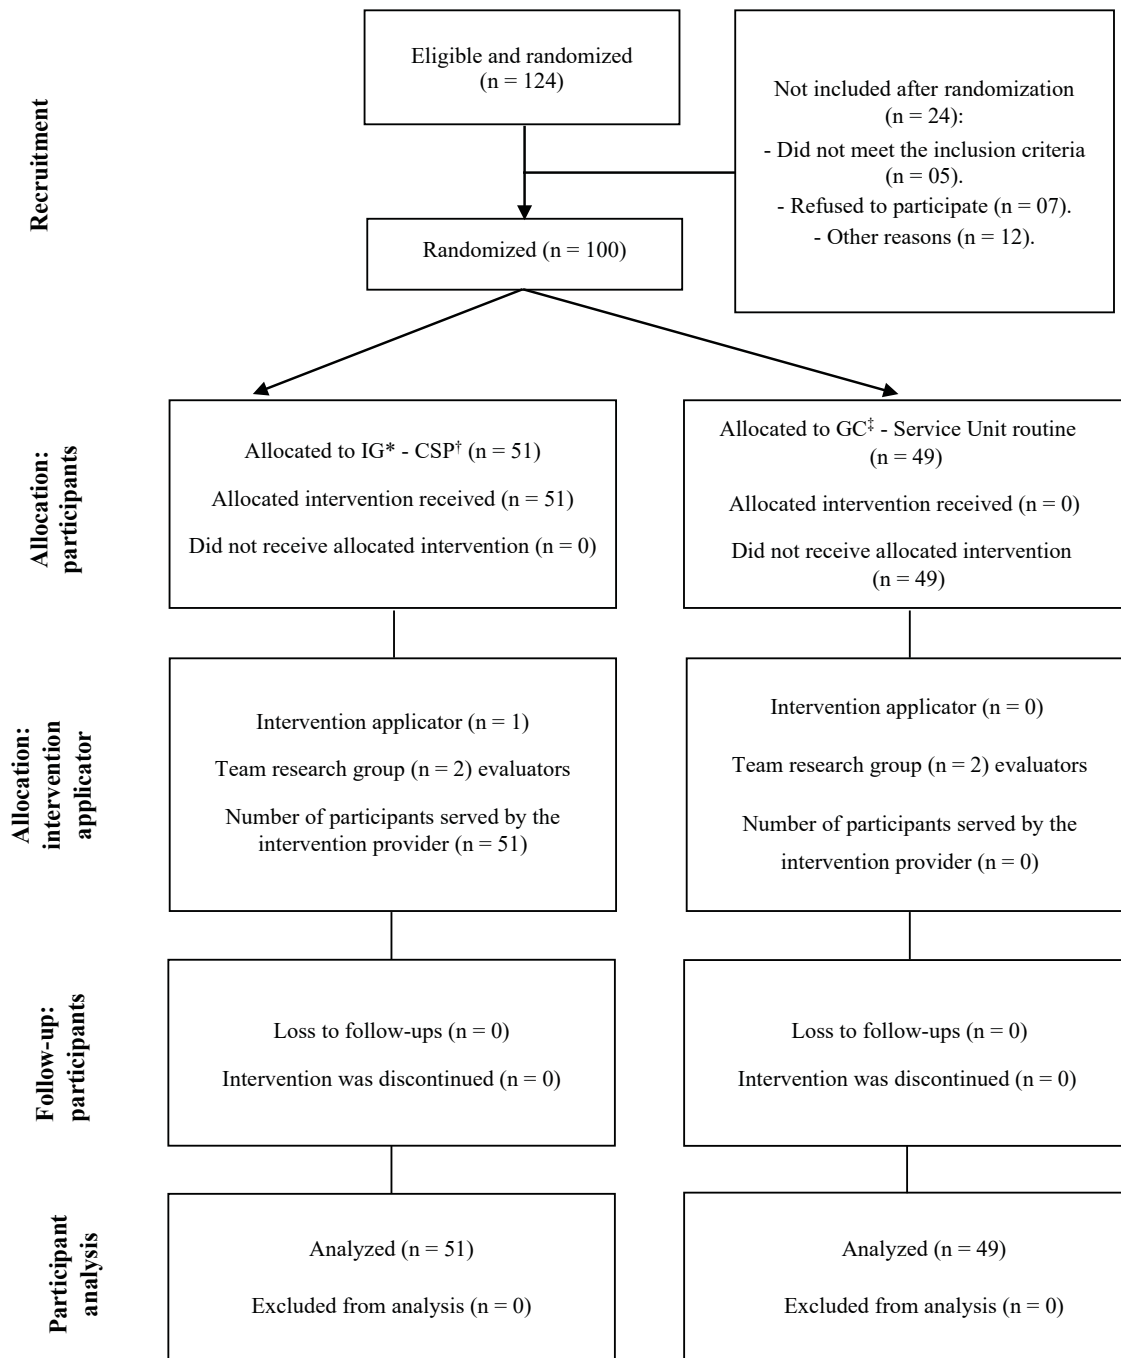 Recruitment
Eligible and randomized
(n = 124)
Not included after randomization
(n = 24):
- Did not meet the inclusion criteria
(n = 05).
- Refused to participate (n = 07).
- Other reasons (n = 12).
Randomized (n = 100)
Allocation:
participants
Allocated to IG* - CSP† (n = 51)
Allocated intervention received (n = 51)
Did not receive allocated intervention (n = 0)
Allocated to GC‡ - Service Unit routine
(n = 49)
Allocated intervention received (n = 0)
Did not receive allocated intervention
(n = 49)
Allocation:
intervention
applicator
Intervention applicator (n = 1)
Team research group (n = 2) evaluators
Number of participants served by the
intervention provider (n = 51)
Intervention applicator (n = 0)
Team research group (n = 2) evaluators
Number of participants served by the
intervention provider (n = 0)
Follow-up:
participants
Loss to follow-ups (n = 0)
Intervention was discontinued (n = 0)
Loss to follow-ups (n = 0)
Intervention was discontinued (n = 0)
Participant
analysis
Analyzed (n = 51)
Excluded from analysis (n = 0)
Analyzed (n = 49)
Excluded from analysis (n = 0)